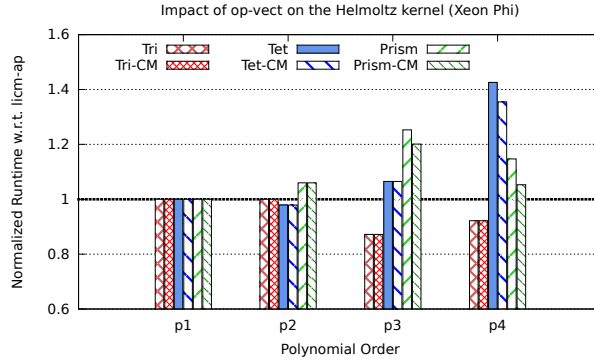 Impact of op-vect on the Helmoltz kernel (Xeon Phi)
1.6
Tri Tet Prism
Tri-CM Tet-CM Prism-CM
1.4
1.2
1
0.8
0.6
Normalized Runtime w.r.t. licm-ap
p1 p2 p3 p4
Polynomial Order